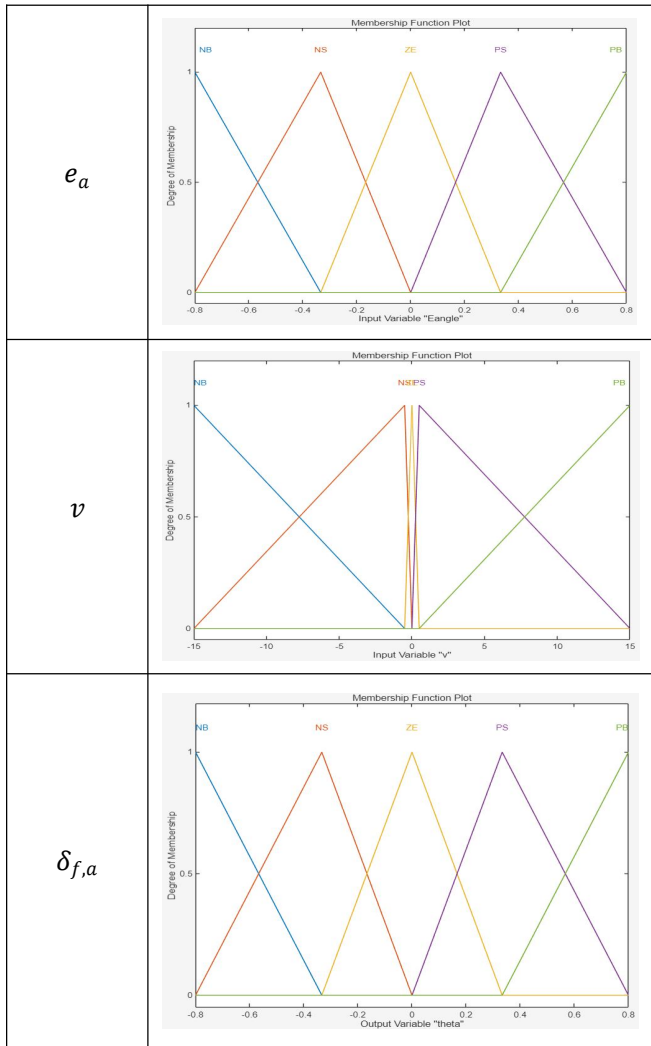 e_a
Membership Function Plot
NB NS ZE PS PB
1
0.5
0
Degree of Membership
-0.8 -0.6 -0.4 -0.2 0 0.2 0.4 0.6 0.8
Input Variable "Eangle"
v
Membership Function Plot
NB NS PS PB
1
0.5
0
Degree of Membership
-15 -10 -5 0 5 10 15
Input Variable "v"
δ_{f,a}
Membership Function Plot
NB NS ZE PS PB
1
0.5
0
Degree of Membership
-0.8 -0.6 -0.4 -0.2 0 0.2 0.4 0.6 0.8
Output Variable "theta"